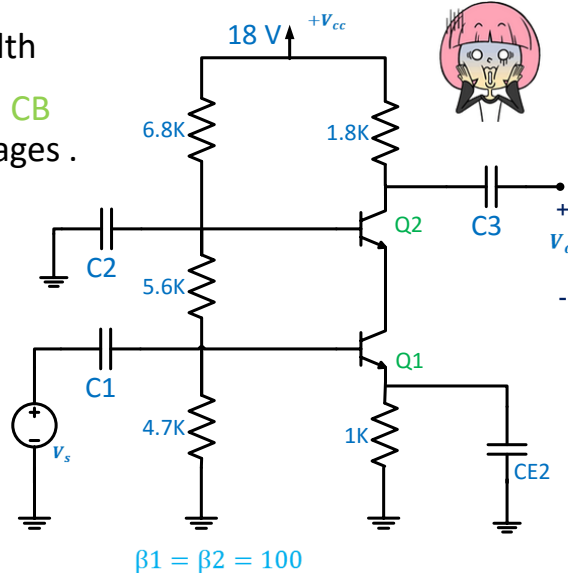 lth
CB
ages .
18 V
+Vcc
6.8K
1.8K
Q2
C3
+
C2
5.6K
-
Q1
C1
4.7K
1K
+
-
Vs
CE2
β1 = β2 = 100